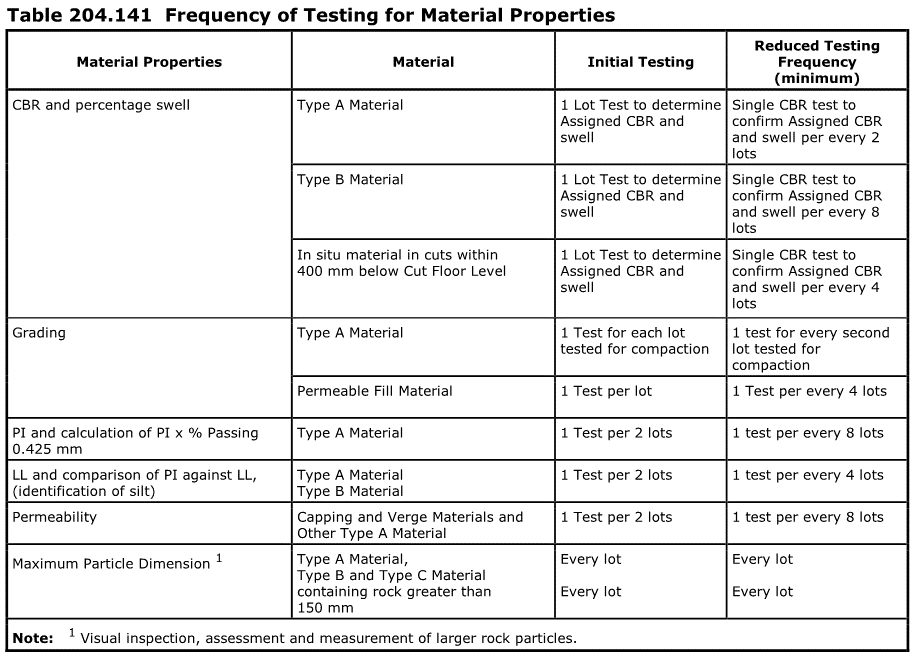 Table 204.141 Frequency of Testing for Material Properties
Material Properties
Material
Initial Testing
Reduced Testing
Frequency
(minimum)
CBR and percentage swell
Type A Material
1 Lot Test to determine
Assigned CBR and
swell
Single CBR test to
confirm Assigned CBR
and swell per every 2
lots
Type B Material
1 Lot Test to determine
Assigned CBR and
swell
Single CBR test to
confirm Assigned CBR
and swell per every 8
lots
In situ material in cuts within
400 mm below Cut Floor Level
1 Lot Test to determine
Assigned CBR and
swell
Single CBR test to
confirm Assigned CBR
and swell per every 4
lots
Grading
Type A Material
1 Test for each lot
tested for compaction
1 test for every second
lot tested for
compaction
Permeable Fill Material
1 Test per lot
1 Test per every 4 lots
PI and calculation of PI x % Passing
0.425 mm
Type A Material
1 Test per 2 lots
1 test per every 8 lots
LL and comparison of PI against LL,
(identification of silt)
Type A Material
Type B Material
1 Test per 2 lots
1 test per every 4 lots
Permeability
Capping and Verge Materials and
Other Type A Material
1 Test per 2 lots
1 test per every 8 lots
Maximum Particle Dimension 1
Type A Material,
Type B and Type C Material
containing rock greater than
150 mm
Every lot
Every lot
Every lot
Every lot
Note: 1 Visual inspection, assessment and measurement of larger rock particles.